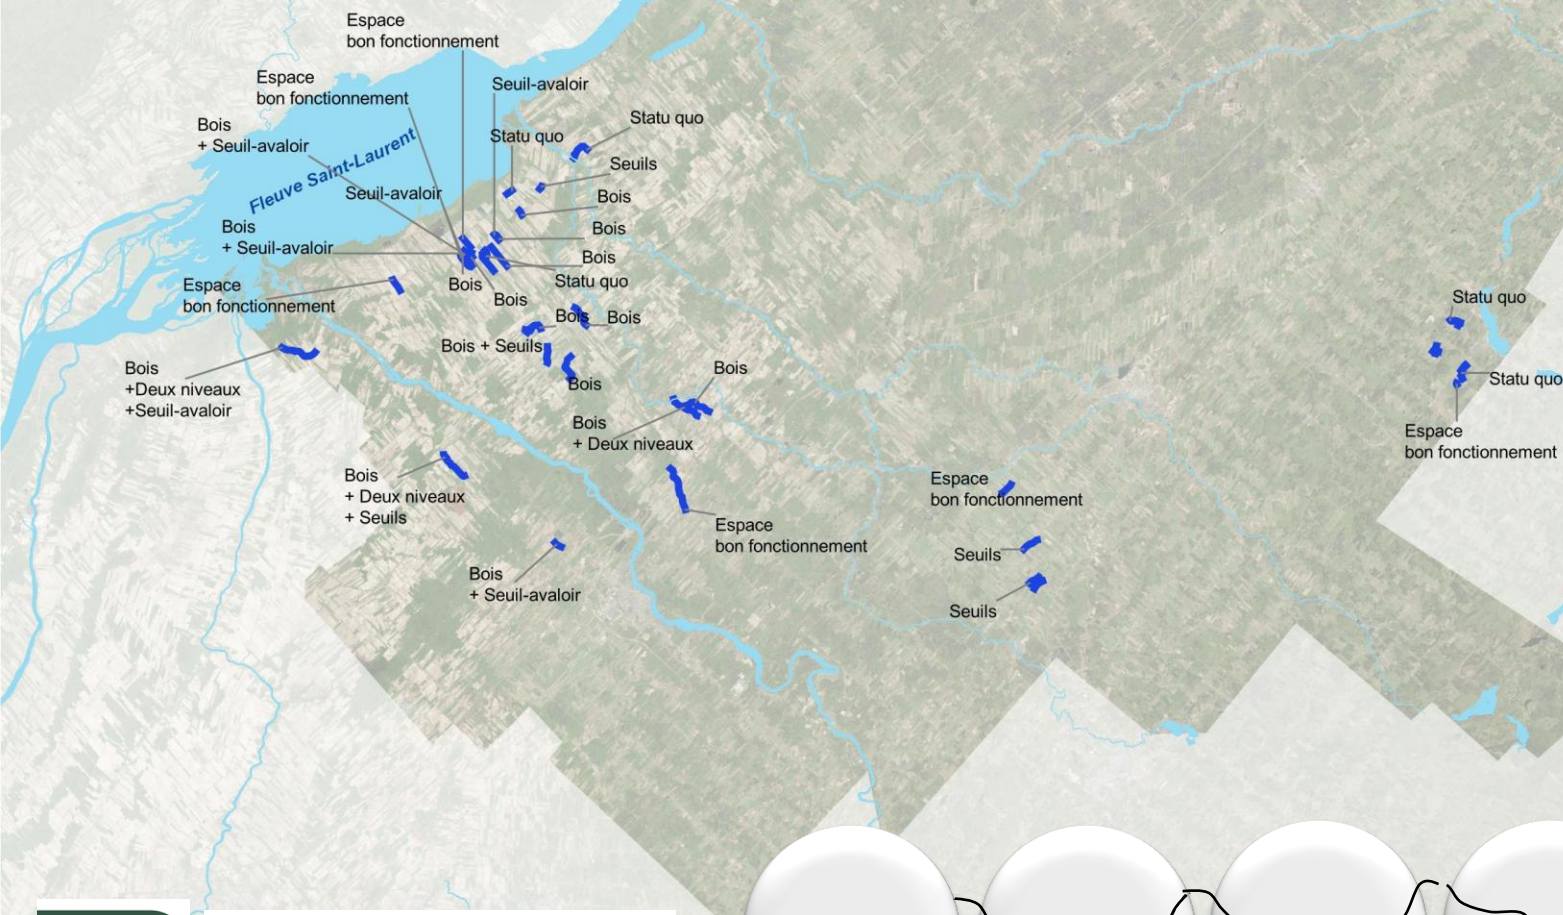 Espace
bon fonctionnement
Espace
bon fonctionnement
Seuil-avaloir
Bois
+ Seuil-avaloir
Statu quo
Statu quo
Fleuve Saint-Laurent
Seuils
Seuil-avaloir
Bois
Bois
+ Seuil-avaloir
Bois
Bois
Espace
bon fonctionnement
Bois
Statu quo
Bois
Bois
Bois
Bois + Seuils
Bois
Bois
+Deux niveaux
+Seuil-avaloir
Bois
Bois
+ Deux niveaux
Bois
+ Deux niveaux
+ Seuils
Espace
bon fonctionnement
Bois
+ Seuil-avaloir
Espace
bon fonctionnement
Seuils
Seuils
Statu quo
Statu quo
Espace
bon fonctionnement